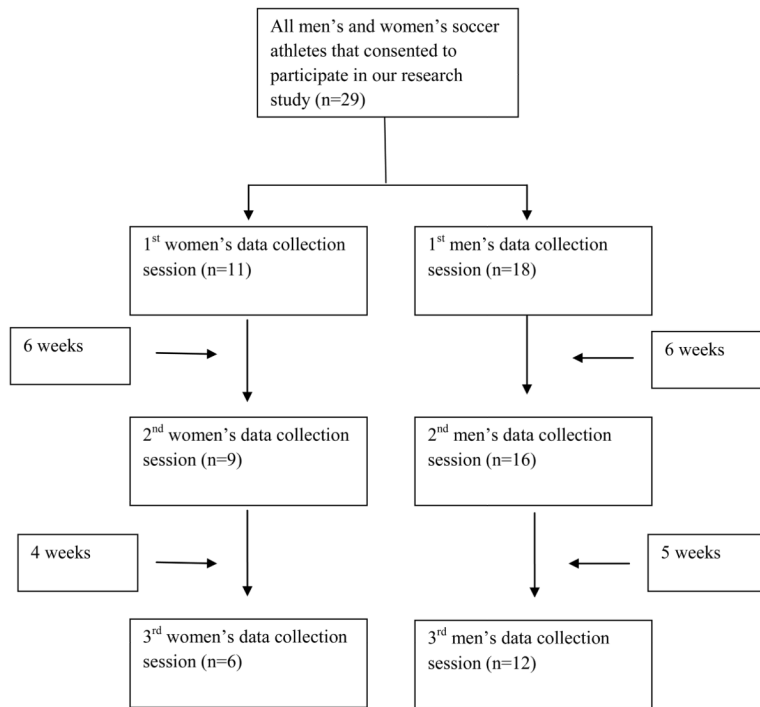 All men’s and women’s soccer
athletes that consented to
participate in our research
study (n=29)
1st women’s data collection
session (n=11)
1st men’s data collection
session (n=18)
6 weeks
6 weeks
2nd women’s data collection
session (n=9)
2nd men’s data collection
session (n=16)
4 weeks
5 weeks
3rd women’s data collection
session (n=6)
3rd men’s data collection
session (n=12)